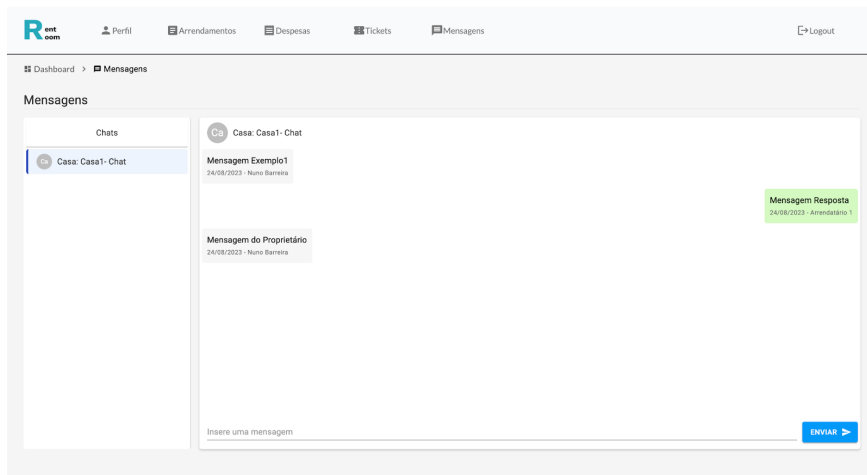 Rent
Room
Perfil
Arrendamentos
Despesas
Tickets
Mensagens
Logout
Dashboard > Mensagens
Mensagens
Chats
Ca Casa: Casa1- Chat
Ca Casa: Casa1- Chat
Mensagem Exemplo1
24/08/2023 - Nuno Barreira
Mensagem Resposta
24/08/2023 - Arrendatário 1
Mensagem do Proprietário
24/08/2023 - Nuno Barreira
Insere uma mensagem
ENVIAR